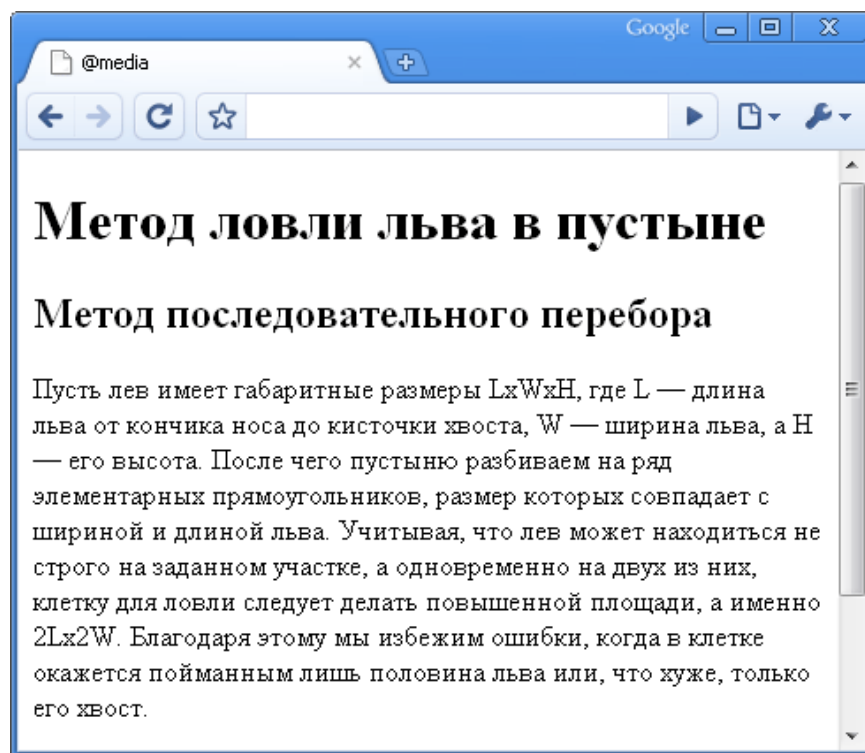 Google
@media
Метод ловли льва в пустыне
Метод последовательного перебора
Пусть лев имеет габаритные размеры LxWxH, где L — длина
льва от кончика носа до кисточки хвоста, W — ширина льва, а H
— его высота. После чего пустыню разбиваем на ряд
элементарных прямоугольников, размер которых совпадает с
шириной и длиной льва. Учитывая, что лев может находиться не
строго на заданном участке, а одновременно на двух из них,
клетку для ловли следует делать повышенной площади, а именно
2Lx2W. Благодаря этому мы избежим ошибки, когда в клетке
окажется пойманным лишь половина льва или, что хуже, только
его хвост.